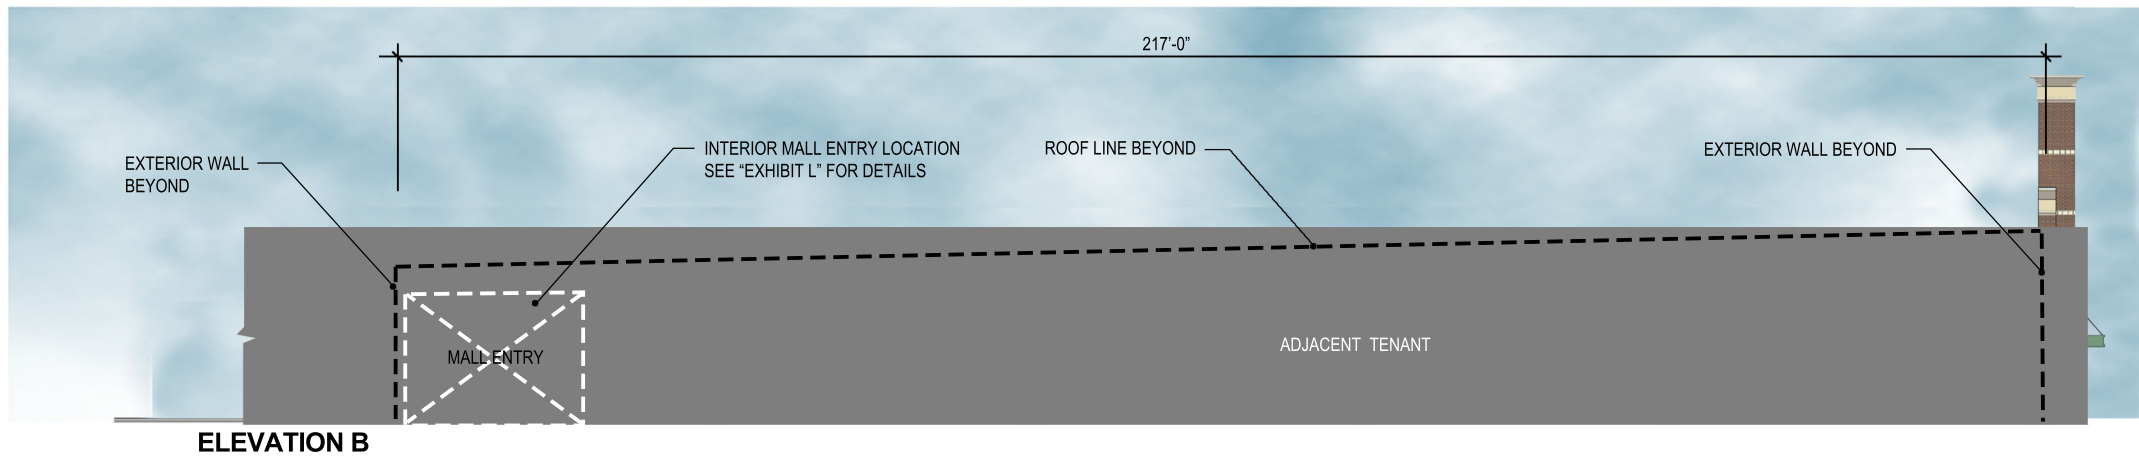 217'-0”
INTERIOR MALL ENTRY LOCATION
SEE “EXHIBIT L” FOR DETAILS
ROOF LINE BEYOND
EXTERIOR WALL BEYOND
EXTERIOR WALL
BEYOND
MALL ENTRY
ADJACENT TENANT
ELEVATION B